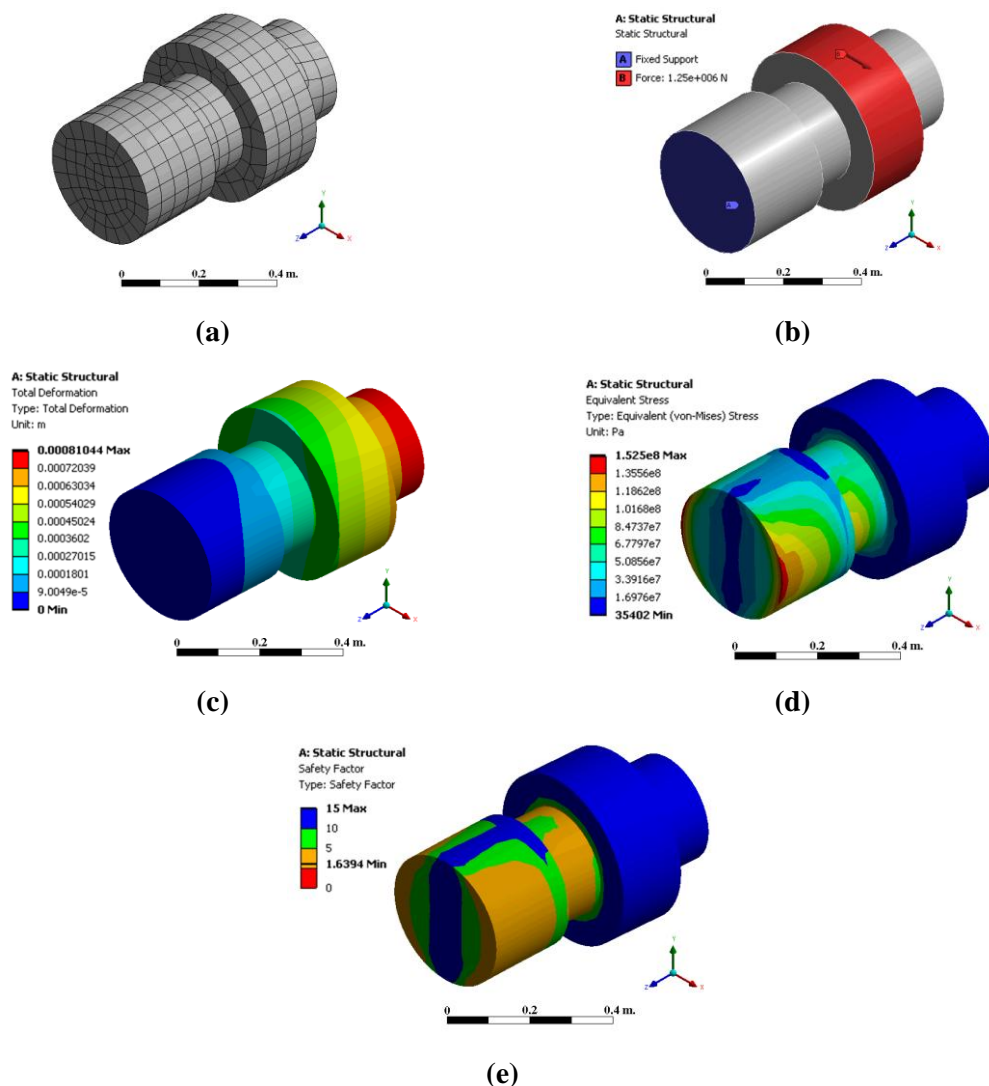 A: Static Structural
Static Structural
A Fixed Support
B Force: 1.25e+006 N
B
A
Y
Z
X
0 0.2 0.4 m.
Y
Z
X
0 0.2 0.4 m.
(a)
(b)
A: Static Structural
Total Deformation
Type: Total Deformation
Unit: m
0.00081044 Max
0.00072039
0.00063034
0.00054029
0.00045024
0.0003602
0.00027015
0.0001801
9.0049e-5
0 Min
Y
Z
X
0 0.2 0.4 m.
(c)
A: Static Structural
Equivalent Stress
Type: Equivalent (von-Mises) Stress
Unit: Pa
1.525e8 Max
1.3556e8
1.1862e8
1.0168e8
8.4737e7
6.7797e7
5.0856e7
3.3916e7
1.6976e7
35402 Min
Y
Z
X
0 0.2 0.4 m.
(d)
A: Static Structural
Safety Factor
Type: Safety Factor
15 Max
10
5
1.6394 Min
0
Y
Z
X
0 0.2 0.4 m.
(e)